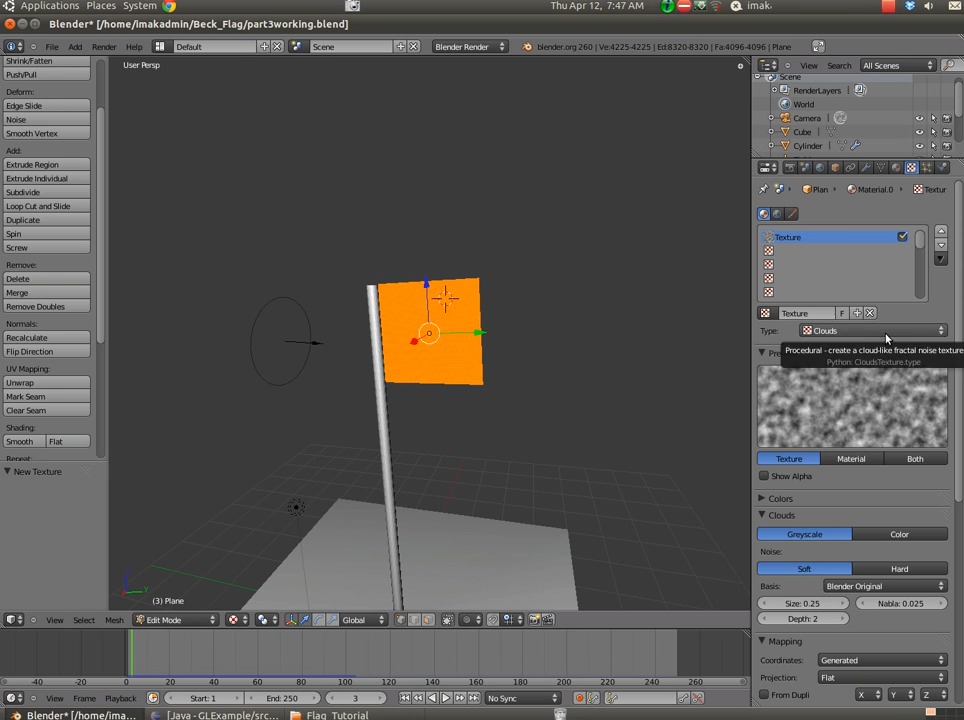 Applications Places System Thu Apr 12, 7:47 AM imak
Blender* [/home/imakadmin/Beck_Flag/part3working.blend]
File Add Render Help Default Scene Blender Render blender.org 260 | Ve:4225-4225 | Ed:8320-8320 | Fa:4096-4096 | Plane
Shrink/Fatten
Push/Pull
Deform:
Edge Slide
Noise
Smooth Vertex
Add:
Extrude Region
Extrude Individual
Subdivide
Loop Cut and Slide
Duplicate
Spin
Screw
Remove:
Delete
Merge
Remove Doubles
Normals:
Recalculate
Flip Direction
UV Mapping:
Unwrap
Mark Seam
Clear Seam
Shading:
Smooth Flat
Repeat:
New Texture
User Persp
(3) Plane
View Select Mesh Edit Mode Global
-40 -20 0 20 40 60 80 100 120 140 160 180 200 220 240 260
View Frame Playback Start: 1 End: 250 3 No Sync
View Search All Scenes
Scene
RenderLayers
World
Camera
Cube
Cylinder
Plan Material.0 Textur
Texture
Texture F
Type: Clouds
Procedural - create a cloud-like fractal noise texture
Python: CloudsTexture.type
Pre
Texture Material Both
Show Alpha
Colors
Clouds
Greyscale Color
Noise:
Soft Hard
Basis: Blender Original
Size: 0.25 Nabla: 0.025
Depth: 2
Mapping
Coordinates: Generated
Projection: Flat
From Dupli X Y Z
Blender* [/home/ima... [Java - GLExample/src... Flag_Tutorial